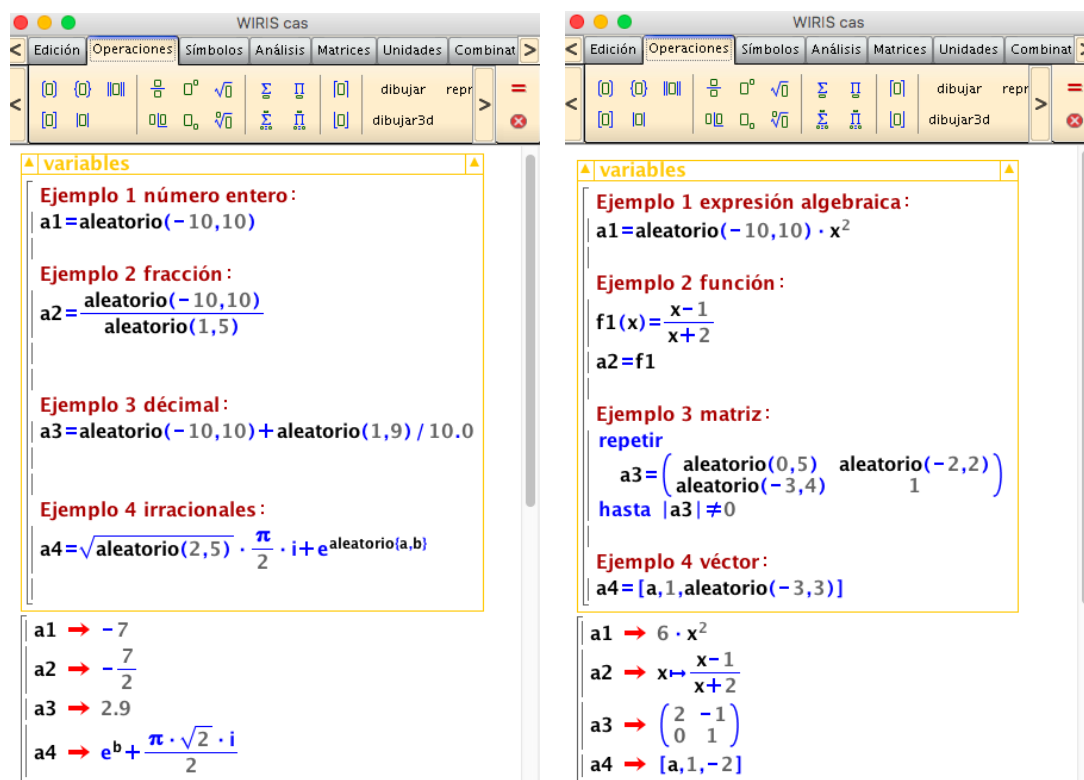 WIRIS cas
< Edición Operaciones Símbolos Análisis Matrices Unidades Combinat >
dibujar repr
dibujar3d
variables
Ejemplo 1 número entero:
a1=aleatorio(-10,10)
Ejemplo 2 fracción:
a2=aleatorio(-10,10)/aleatorio(1,5)
Ejemplo 3 décimal:
a3=aleatorio(-10,10)+aleatorio(1,9)/10.0
Ejemplo 4 irracionales:
a4=√aleatorio(2,5) · π/2 · i+e^aleatorio{a,b}
a1 → -7
a2 → -7/2
a3 → 2.9
a4 → e^b+π·√2·i/2
WIRIS cas
< Edición Operaciones Símbolos Análisis Matrices Unidades Combinat >
dibujar repr
dibujar3d
variables
Ejemplo 1 expresión algebraica:
a1=aleatorio(-10,10)·x²
Ejemplo 2 función:
f1(x)=x-1/x+2
a2=f1
Ejemplo 3 matriz:
repetir
a3=(aleatorio(0,5) aleatorio(-2,2)
aleatorio(-3,4) 1)
hasta |a3|≠0
Ejemplo 4 véctor:
a4=[a,1,aleatorio(-3,3)]
a1 → 6·x²
a2 → x↦x-1/x+2
a3 → (2 -1
0 1)
a4 → [a,1,-2]